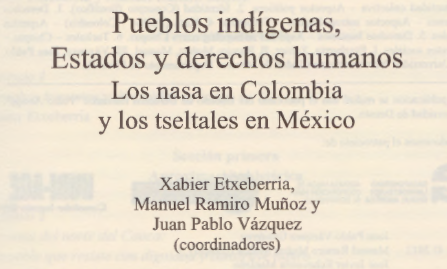 Pueblos indígenas,
Estados y derechos humanos
Los nasa en Colombia
y los tseltales en México
Xabier Etxeberria,
Manuel Ramiro Muñoz y
Juan Pablo Vázquez
(coordinadores)